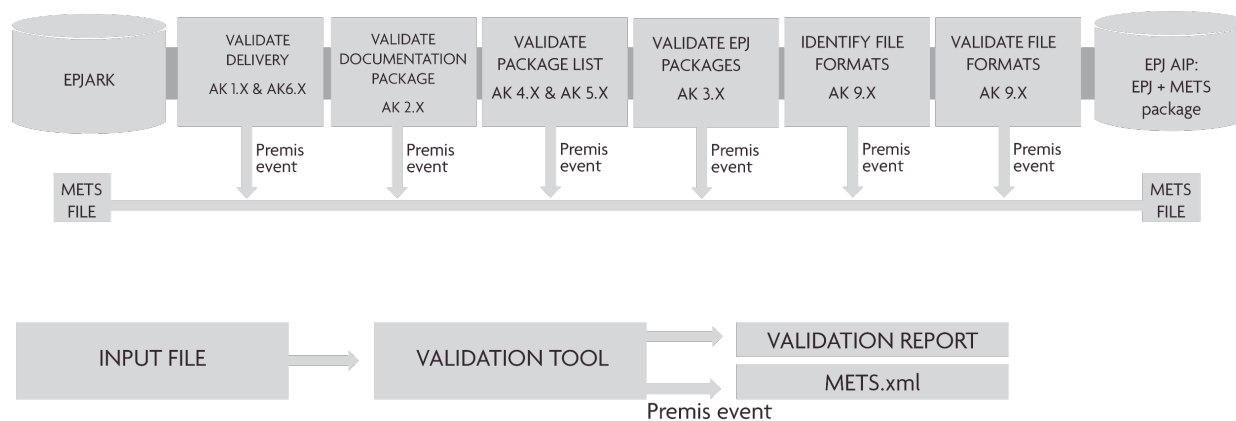 EPJARK
VALIDATE
DELIVERY
AK 1.X & AK6.X
VALIDATE
DOCUMENTATION
PACKAGE
AK 2.X
VALIDATE
PACKAGE LIST
AK 4.X & AK 5.X
VALIDATE EPJ
PACKAGES
AK 3.X
IDENTIFY FILE
FORMATS
AK 9.X
VALIDATE FILE
FORMATS
AK 9.X
EPJ AIP:
EPJ + METS
package
Premis
event
Premis
event
Premis
event
Premis
event
Premis
event
Premis
event
METS
FILE
METS
FILE
INPUT FILE
VALIDATION TOOL
VALIDATION REPORT
METS.xml
Premis event